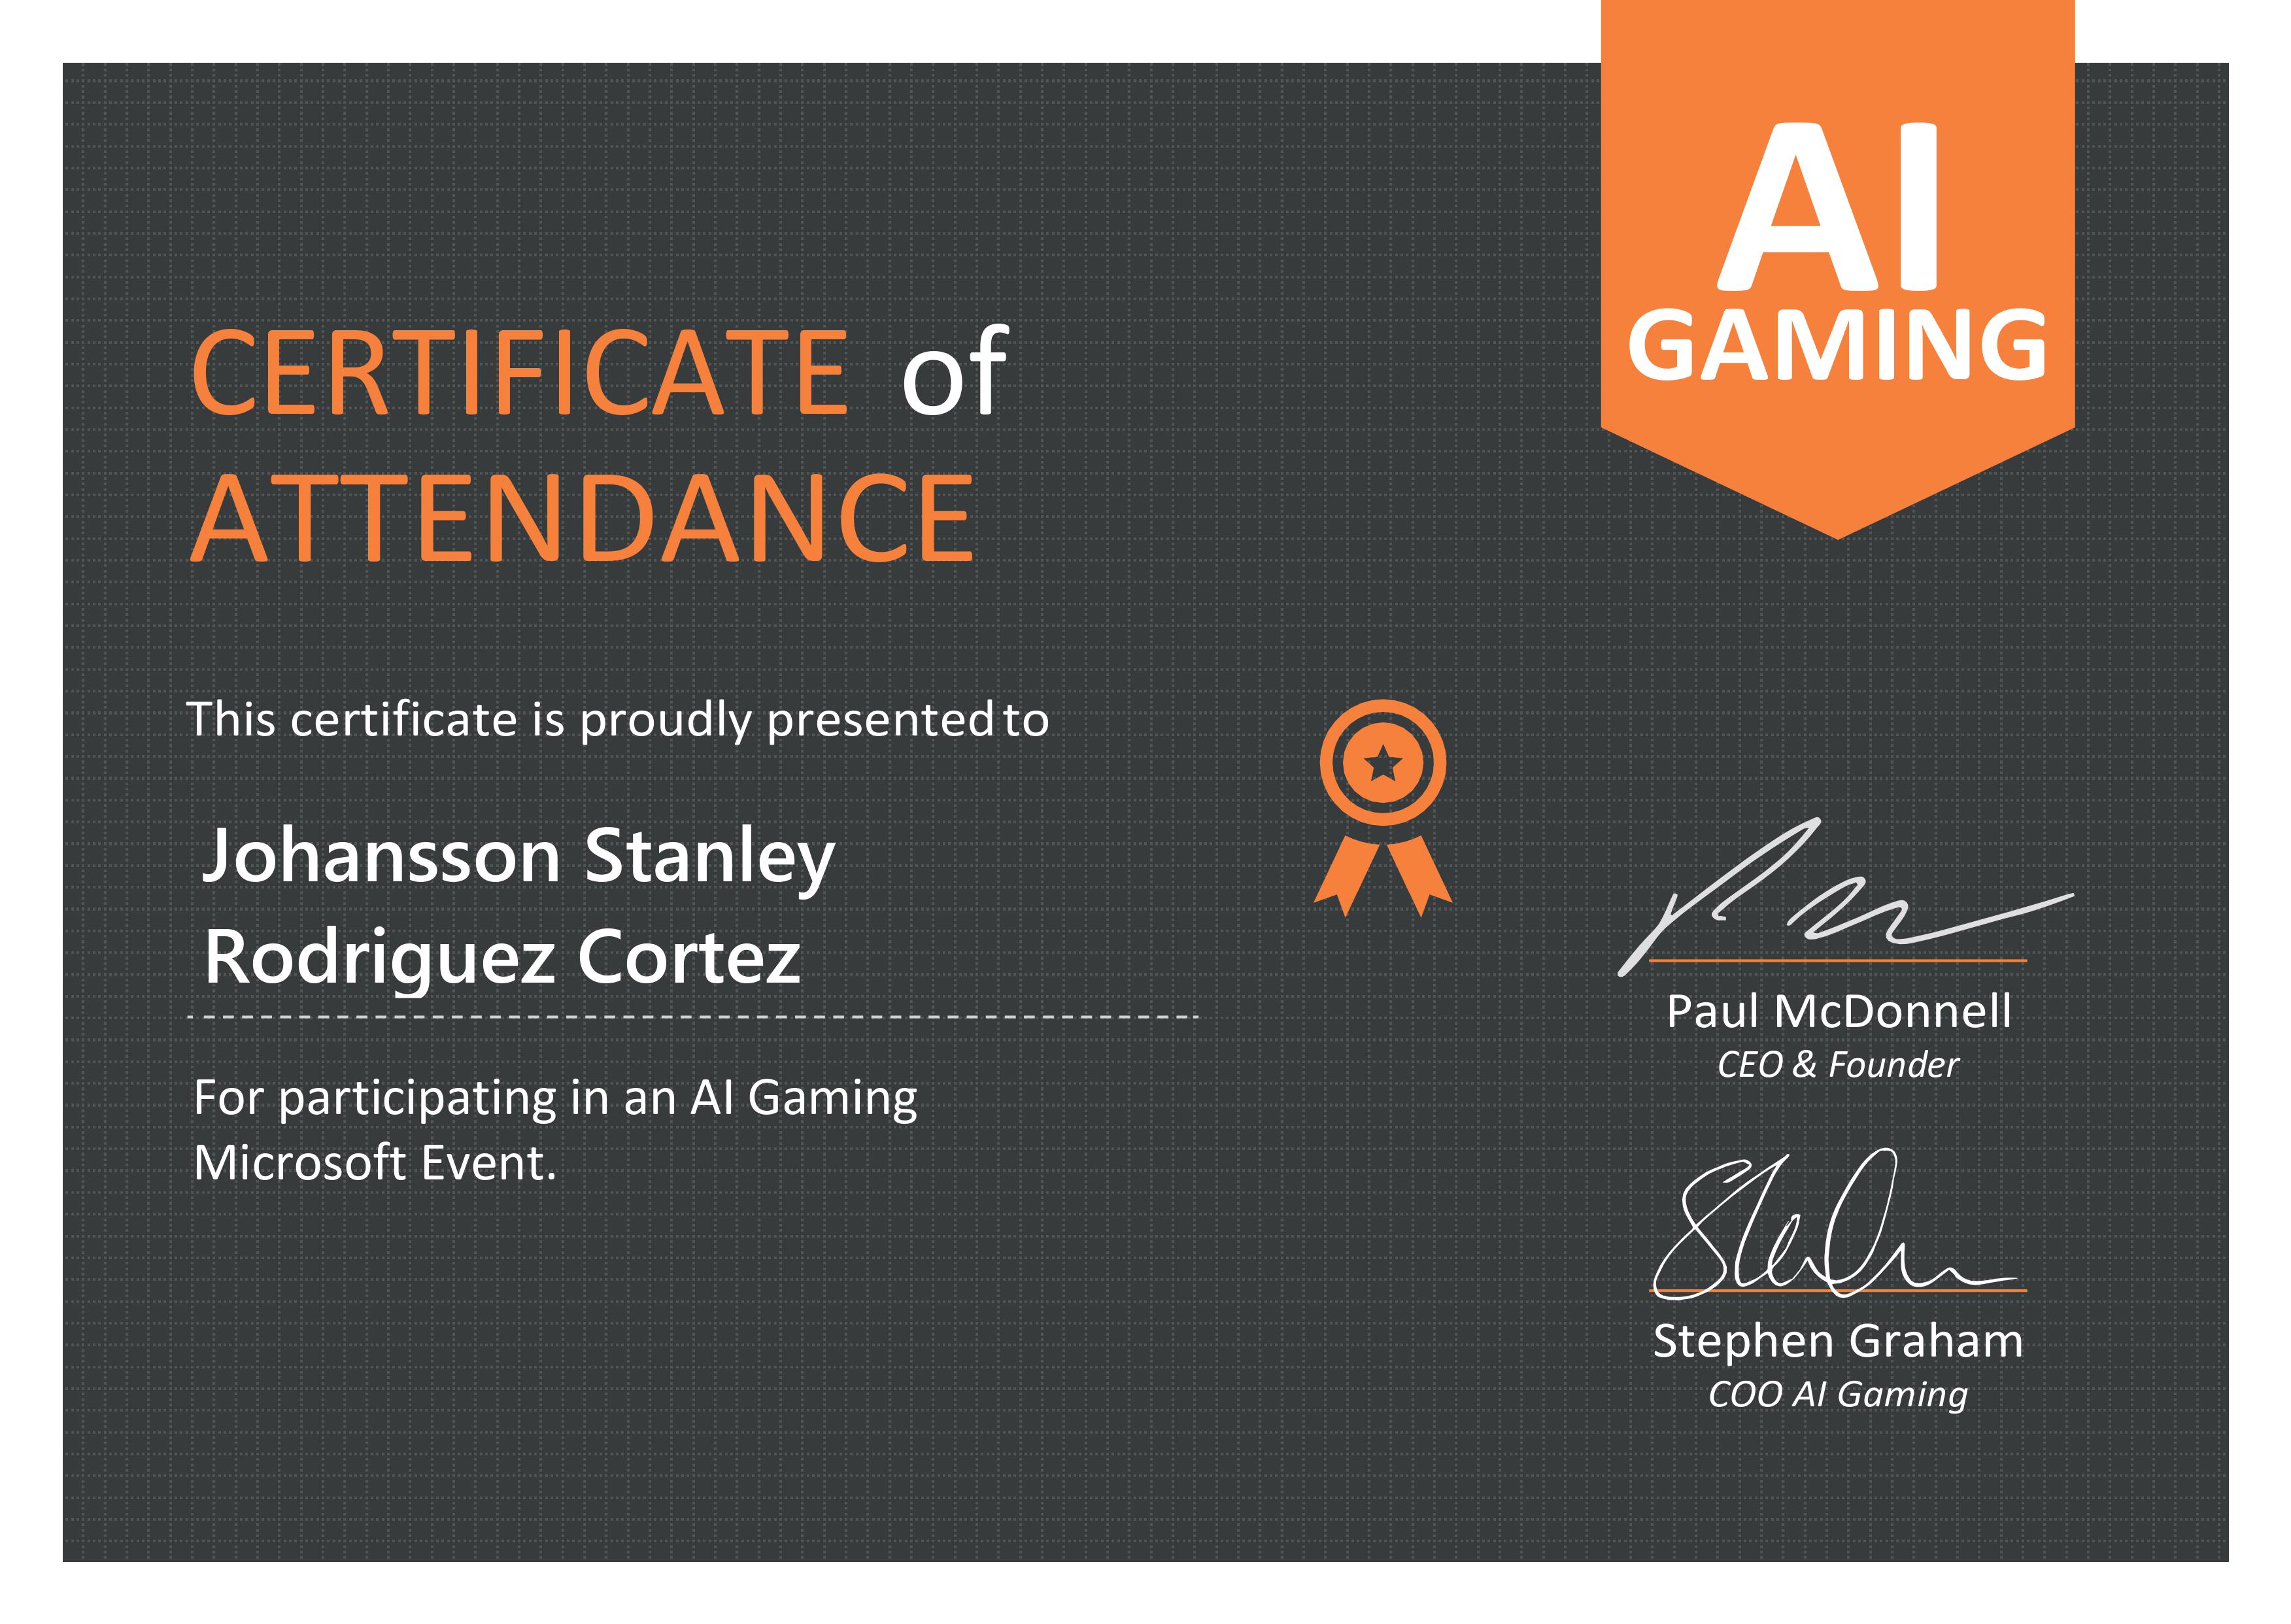 AI
GAMING
CERTIFICATE of
ATTENDANCE
This certificate is proudly presented to
Johansson Stanley
Rodriguez Cortez
For participating in an AI Gaming
Microsoft Event.
Paul McDonnell
CEO & Founder
Stephen Graham
COO AI Gaming